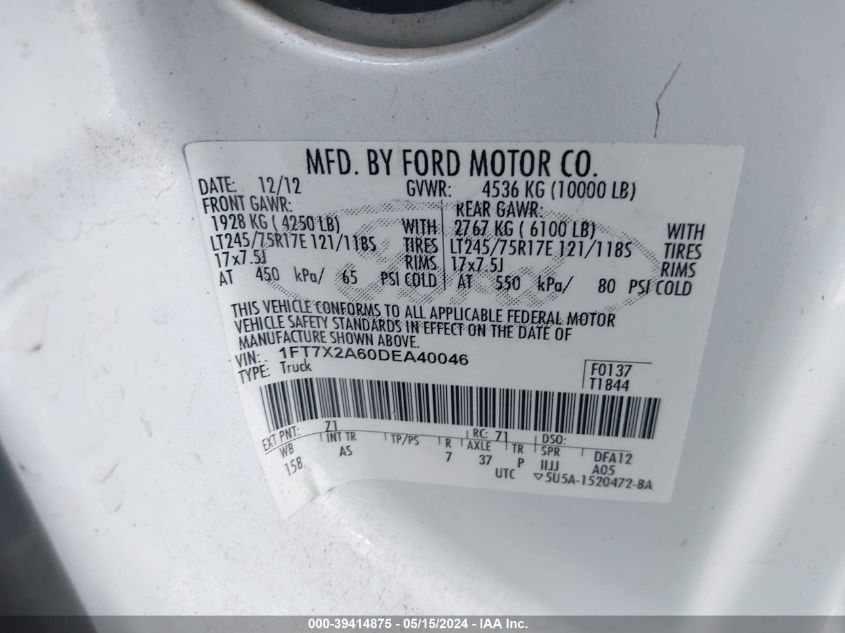 MFD. BY FORD MOTOR CO.
DATE: 12/12 GVWR: 4536 KG (10000 LB)
FRONT GAWR: REAR GAWR:
1928 KG ( 4250 LB) WITH 2767 KG ( 6100 LB) WITH
LT245/75R17E 121/118S TIRES LT245/75R17E 121/118S TIRES
17x7.5J RIMS 17x7.5J RIMS
AT 450 kPa/ 65 PSI COLD AT 550 kPa/ 80 PSI COLD
THIS VEHICLE CONFORMS TO ALL APPLICABLE FEDERAL MOTOR
VEHICLE SAFETY STANDARDS IN EFFECT ON THE DATE OF
MANUFACTURE SHOWN ABOVE.
VIN: 1FT7X2A60DEA40046
TYPE: Truck
F0137
T1844
EXT PNT: Z1 RC: 71 DSO:
WB INT TR TP/PS R AXLE TR SPR DFA12
158 AS 7 37 P IIJJ A05
UTC ▽5U5A-1520472-BA
000-39414875 - 05/15/2024 - IAA Inc.